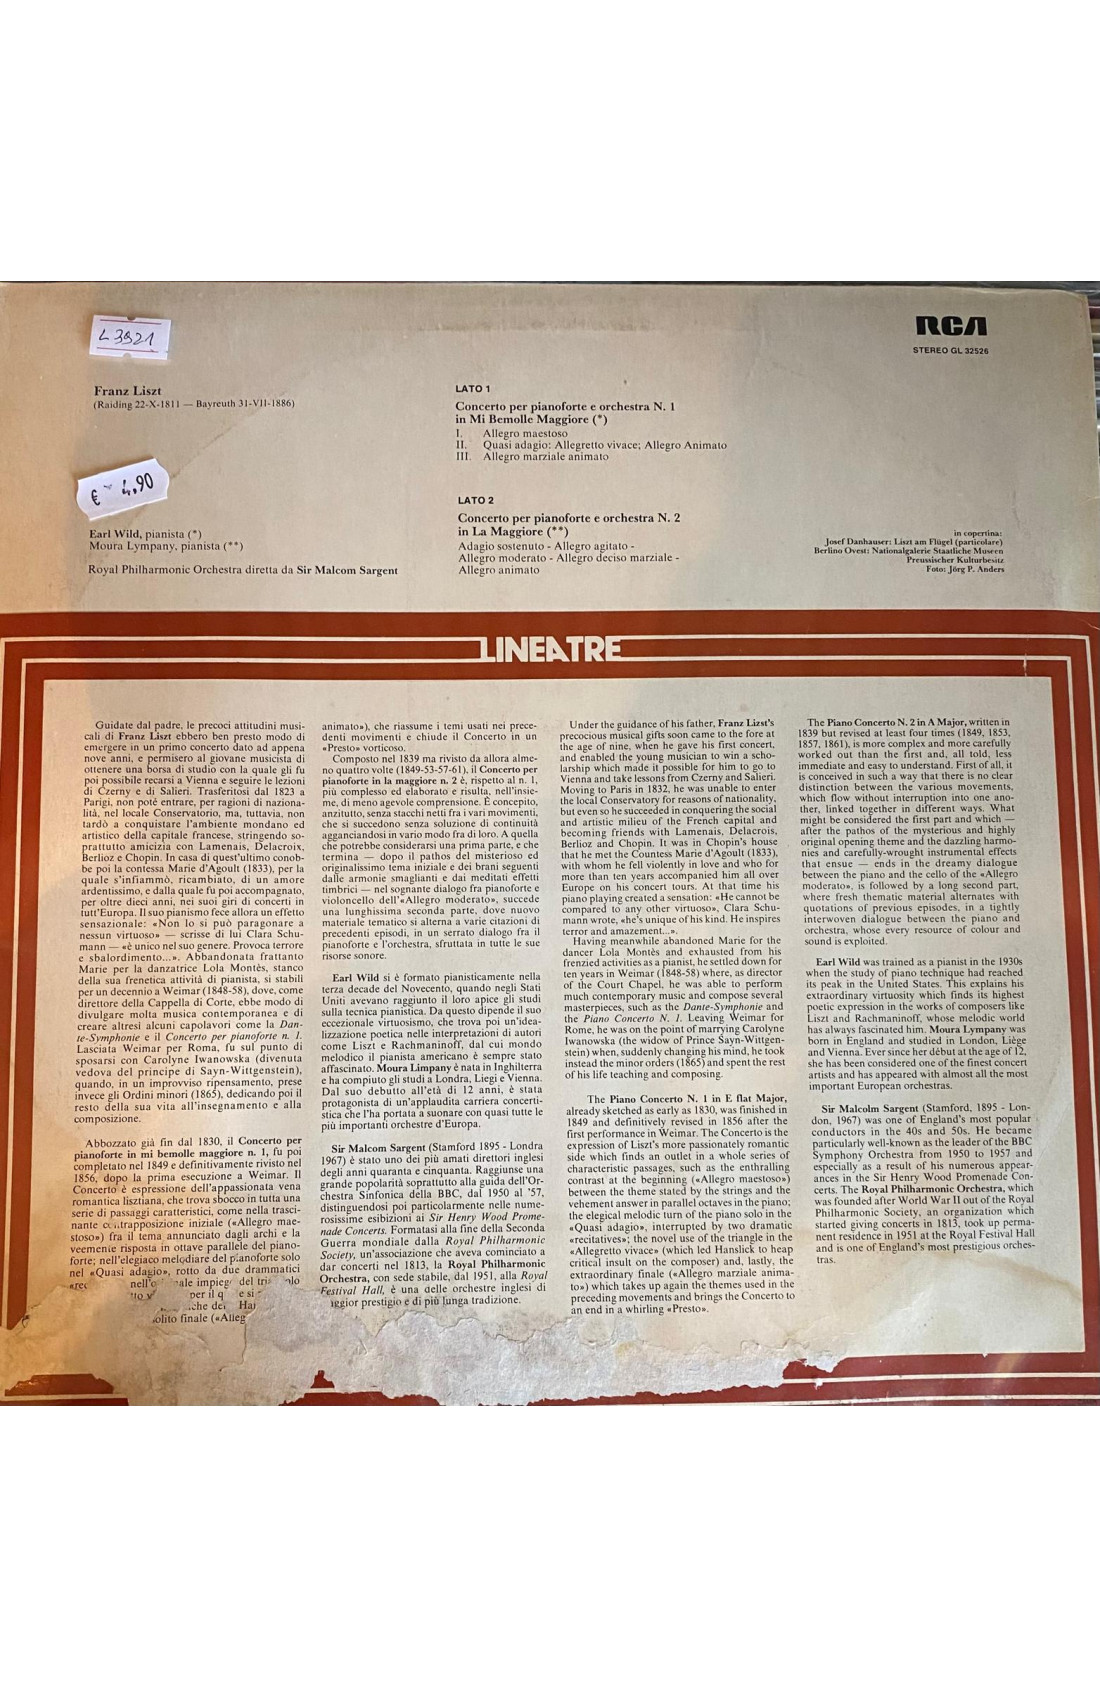 L 3921
RCA
STEREO GL 32526
Franz Liszt
(Raiding 22-X-1811 — Bayreuth 31-VII-1886)
€ 4,90
Earl Wild, pianista (*)
Moura Lympany, pianista (**)
Royal Philharmonic Orchestra diretta da Sir Malcom Sargent
LATO 1
Concerto per pianoforte e orchestra N. 1
in Mi Bemolle Maggiore (*)
I. Allegro maestoso
II. Quasi adagio; Allegretto vivace; Allegro Animato
III. Allegro marziale animato
LATO 2
Concerto per pianoforte e orchestra N. 2
in La Maggiore (**)
Adagio sostenuto - Allegro agitato -
Allegro moderato - Allegro deciso marziale -
Allegro animato
in copertina:
Josef Danhauser: Liszt am Flügel (particolare)
Berlino Ovest: Nationalgalerie Staatliche Museen
Preussischer Kulturbesitz
Foto: Jörg P. Anders
LINEATRE
Guidate dal padre, le precoci attitudini musi-
cali di Franz Liszt ebbero ben presto modo di
emergere in un primo concerto dato ad appena
nove anni, e permisero al giovane musicista di
ottenere una borsa di studio con la quale gli fu
poi possibile recarsi a Vienna e seguire le lezioni
di Czerny e di Salieri. Trasferitosi dal 1823 a
Parigi, non potè entrare, per ragioni di naziona-
lità, nel locale Conservatorio, ma, tuttavia, non
tardò a conquistare l'ambiente mondano ed
artistico della capitale francese, stringendo so-
prattutto amicizia con Lamenais, Delacroix,
Berlioz e Chopin. In casa di quest'ultimo conob-
be poi la contessa Marie d'Agoult (1833), per la
quale s'infiammò, ricambiato, di un amore
ardentissimo, e dalla quale fu poi accompagnato,
per oltre dieci anni, nei suoi giri di concerti in
tutt'Europa. Il suo pianismo fece allora un effetto
sensazionale: «Non lo si può paragonare a
nessun virtuoso» — scrisse di lui Clara Schu-
mann — «è unico nel suo genere. Provoca terrore
e sbalordimento...». Abbandonata frattanto
Marie per la danzatrice Lola Montès, stanco
della sua frenetica attività di pianista, si stabilì
per un decennio a Weimar (1848-58), dove, come
direttore della Cappella di Corte, ebbe modo di
divulgare molta musica contemporanea e di
creare altresì alcuni capolavori come la Dan-
te-Symphonie e il Concerto per pianoforte n. 1.
Lasciata Weimar per Roma, fu sul punto di
sposarsi con Carolyne Iwanowska (divenuta
vedova del principe di Sayn-Wittgenstein),
quando, in un improvviso ripensamento, prese
invece gli Ordini minori (1865), dedicando poi il
resto della sua vita all'insegnamento e alla
composizione.
Abbozzato già fin dal 1830, il Concerto per
pianoforte in mi bemolle maggiore n. 1, fu poi
completato nel 1849 e definitivamente rivisto nel
1856, dopo la prima esecuzione a Weimar. Il
Concerto è espressione dell'appassionata vena
romantica lisztiana, che trova sbocco in tutta una
serie di passaggi caratteristici, come nella trasci-
nante contrapposizione iniziale («Allegro mae-
stoso») fra il tema annunciato dagli archi e la
veemente risposta in ottave parallele del piano-
forte; nell'elegiaco melodiare del pianoforte solo
nel «Quasi adagio», rotto da due drammatici
nell'o ale impieg del tri olo
per il q e si
che de Han
olito finale («Alleg
animato»), che riassume i temi usati nei prece-
denti movimenti e chiude il Concerto in un
«Presto» vorticoso.
Composto nel 1839 ma rivisto da allora alme-
no quattro volte (1849-53-57-61), il Concerto per
pianoforte in la maggiore n. 2 è, rispetto al n. 1,
più complesso ed elaborato e risulta, nell'insie-
me, di meno agevole comprensione. È concepito,
anzitutto, senza stacchi netti fra i vari movimenti,
che si succedono senza soluzione di continuità
agganciandosi in vario modo fra di loro. A quella
che potrebbe considerarsi una prima parte, e che
termina — dopo il pathos del misterioso ed
originalissimo tema iniziale e dei brani seguenti
dalle armonie smaglianti e dai meditati effetti
timbrici — nel sognante dialogo fra pianoforte e
violoncello dell'«Allegro moderato», succede
una lunghissima seconda parte, dove nuovo
materiale tematico si alterna a varie citazioni di
precedenti episodi, in un serrato dialogo fra il
pianoforte e l'orchestra, sfruttata in tutte le sue
risorse sonore.
Earl Wild si è formato pianisticamente nella
terza decade del Novecento, quando negli Stati
Uniti avevano raggiunto il loro apice gli studi
sulla tecnica pianistica. Da questo dipende il suo
eccezionale virtuosismo, che trova poi un'idea-
lizzazione poetica nelle interpretazioni di autori
come Liszt e Rachmaninoff, dal cui mondo
melodico il pianista americano è sempre stato
affascinato. Moura Limpany è nata in Inghilterra
e ha compiuto gli studi a Londra, Liegi e Vienna.
Dal suo debutto all'età di 12 anni, è stata
protagonista di un'applaudita carriera concerti-
stica che l'ha portata a suonare con quasi tutte le
più importanti orchestre d'Europa.
Sir Malcom Sargent (Stamford 1895 - Londra
1967) è stato uno dei più amati direttori inglesi
degli anni quaranta e cinquanta. Raggiunse una
grande popolarità soprattutto alla guida dell'Or-
chestra Sinfonica della BBC, dal 1950 al '57,
distinguendosi poi particolarmente nelle nume-
rosissime esibizioni ai Sir Henry Wood Prome-
nade Concerts. Formatasi alla fine della Seconda
Guerra mondiale dalla Royal Philharmonic
Society, un'associazione che aveva cominciato a
dar concerti nel 1813, la Royal Philharmonic
Orchestra, con sede stabile, dal 1951, alla Royal
Festival Hall, è una delle orchestre inglesi di
maggior prestigio e di più lunga tradizione.
Under the guidance of his father, Franz Lizst's
precocious musical gifts soon came to the fore at
the age of nine, when he gave his first concert,
and enabled the young musician to win a scho-
larship which made it possible for him to go to
Vienna and take lessons from Czerny and Salieri.
Moving to Paris in 1832, he was unable to enter
the local Conservatory for reasons of nationality,
but even so he succeeded in conquering the social
and artistic milieu of the French capital and
becoming friends with Lamenais, Delacrois,
Berlioz and Chopin. It was in Chopin's house
that he met the Countess Marie d'Agoult (1833),
with whom he fell violently in love and who for
more than ten years accompanied him all over
Europe on his concert tours. At that time his
piano playing created a sensation: «He cannot be
compared to any other virtuoso», Clara Schu-
mann wrote, «he's unique of his kind. He inspires
terror and amazement...».
Having meanwhile abandoned Marie for the
dancer Lola Montès and exhausted from his
frenzied activities as a pianist, he settled down for
ten years in Weimar (1848-58) where, as director
of the Court Chapel, he was able to perform
much contemporary music and compose several
masterpieces, such as the Dante-Symphonie and
the Piano Concerto N. 1. Leaving Weimar for
Rome, he was on the point of marrying Carolyne
Iwanowska (the widow of Prince Sayn-Wittgen-
stein) when, suddenly changing his mind, he took
instead the minor orders (1865) and spent the rest
of his life teaching and composing.
The Piano Concerto N. 1 in E flat Major,
already sketched as early as 1830, was finished in
1849 and definitively revised in 1856 after the
first performance in Weimar. The Concerto is the
expression of Liszt's more passionately romantic
side which finds an outlet in a whole series of
characteristic passages, such as the enthralling
contrast at the beginning («Allegro maestoso»)
between the theme stated by the strings and the
vehement answer in parallel octaves in the piano;
the elegical melodic turn of the piano solo in the
«Quasi adagio», interrupted by two dramatic
«recitatives»; the novel use of the triangle in the
«Allegretto vivace» (which led Hanslick to heap
critical insult on the composer) and, lastly, the
extraordinary finale («Allegro marziale anima-
to») which takes up again the themes used in the
preceding movements and brings the Concerto to
an end in a whirling «Presto».
The Piano Concerto N. 2 in A Major, written in
1839 but revised at least four times (1849, 1853,
1857, 1861), is more complex and more carefully
worked out than the first and, all told, less
immediate and easy to understand. First of all, it
is conceived in such a way that there is no clear
distinction between the various movements,
which flow without interruption into one ano-
ther, linked together in different ways. What
might be considered the first part and which —
after the pathos of the mysterious and highly
original opening theme and the dazzling harmo-
nies and carefully-wrought instrumental effects
that ensue — ends in the dreamy dialogue
between the piano and the cello of the «Allegro
moderato», is followed by a long second part,
where fresh thematic material alternates with
quotations of previous episodes, in a tightly
interwoven dialogue between the piano and
orchestra, whose every resource of colour and
sound is exploited.
Earl Wild was trained as a pianist in the 1930s
when the study of piano technique had reached
its peak in the United States. This explains his
extraordinary virtuosity which finds its highest
poetic expression in the works of composers like
Liszt and Rachmaninoff, whose melodic world
has always fascinated him. Moura Lympany was
born in England and studied in London, Liège
and Vienna. Ever since her début at the age of 12,
she has been considered one of the finest concert
artists and has appeared with almost all the most
important European orchestras.
Sir Malcolm Sargent (Stamford, 1895 - Lon-
don, 1967) was one of England's most popular
conductors in the 40s and 50s. He became
particularly well-known as the leader of the BBC
Symphony Orchestra from 1950 to 1957 and
especially as a result of his numerous appear-
ances in the Sir Henry Wood Promenade Con-
certs. The Royal Philharmonic Orchestra, which
was founded after World War II out of the Royal
Philharmonic Society, an organization which
started giving concerts in 1813, took up perma-
nent residence in 1951 at the Royal Festival Hall
and is one of England's most prestigious orches-
tras.